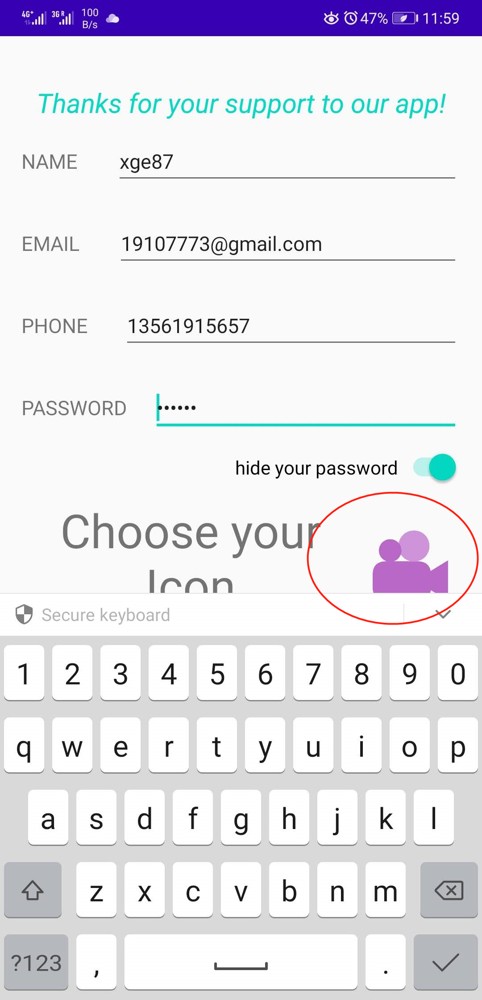 4G+ 3G R 100 B/s 47% 11:59
Thanks for your support to our app!
NAME xge87
EMAIL 19107773@gmail.com
PHONE 13561915657
PASSWORD ••••••
hide your password
Choose your
Icon
Secure keyboard
1 2 3 4 5 6 7 8 9 0
q w e r t y u i o p
a s d f g h j k l
z x c v b n m
?123 , .